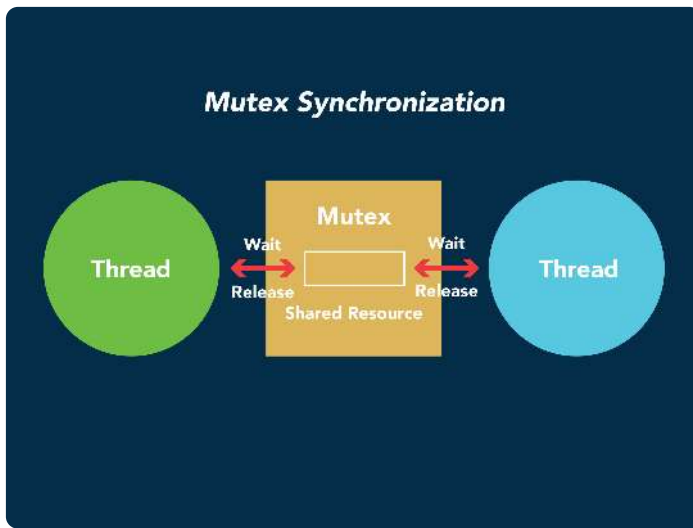 Mutex Synchronization
Mutex
Wait
Wait
Thread
Thread
Release
Release
Shared Resource